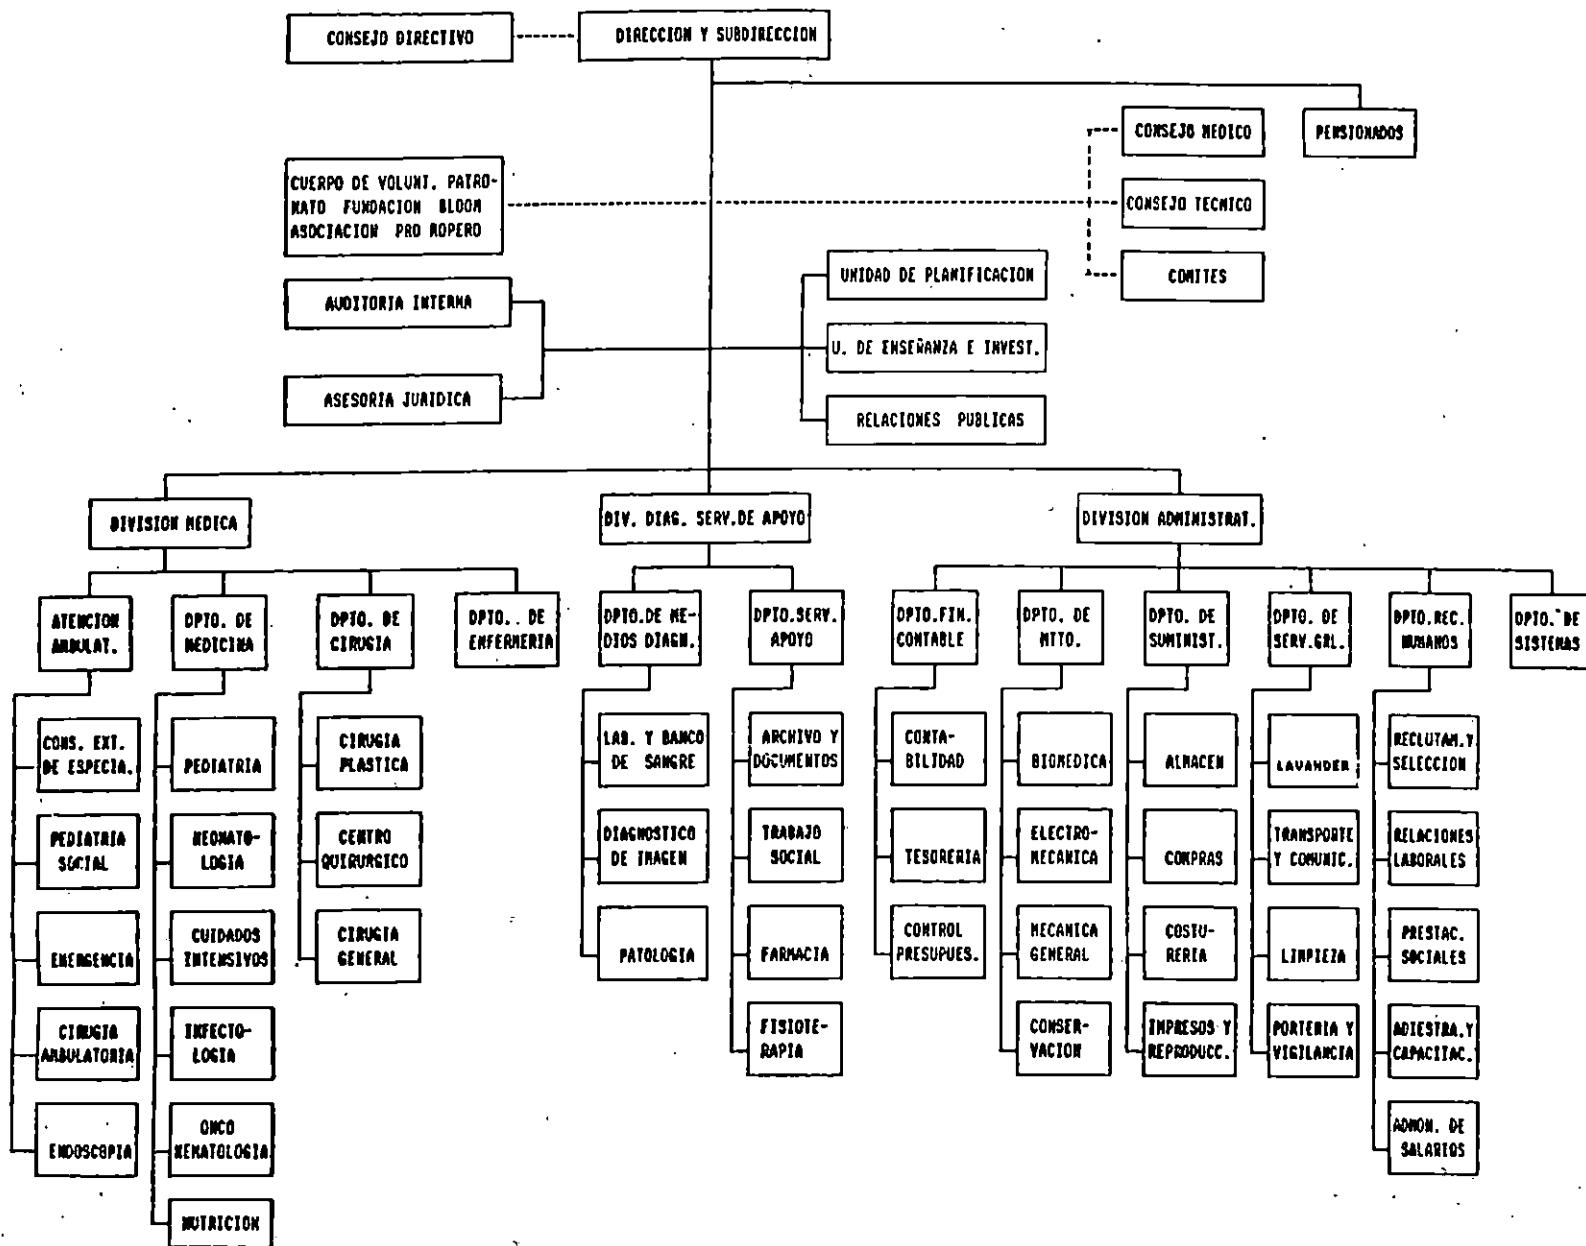 CONSEJO DIRECTIVO
DIRECCION Y SUBDIRECCION
CONSEJO MEDICO
PENSIONADOS
CUERPO DE VOLUNT. PATRO-
NATO FUNDACION BLOOM
ASOCIACION PRO ROPERO
CONSEJO TECNICO
COMITES
UNIDAD DE PLANIFICACION
AUDITORIA INTERNA
U. DE ENSEÑANZA E INVEST.
ASESORIA JURIDICA
RELACIONES PUBLICAS
DIVISION MEDICA
DIV. DIAG. SERV.DE APOYO
DIVISION ADMINISTRAT.
ATENCION
AMBULAT.
DPTO. DE
MEDICINA
DPTO. DE
CIRUGIA
DPTO. . DE
ENFERMERIA
DPTO.DE ME-
DIOS DIAGN.
DPTO.SERV.
APOYO
DPTO.FIN.
CONTABLE
DPTO. DE
MTTO.
DPTO. DE
SUMINIST.
DPTO. DE
SERV.GRL.
DPTO.REC.
HUMANOS
DPTO. DE
SISTEMAS
CONS. EXT.
DE ESPECIA.
PEDIATRIA
SOCIAL
EMERGENCIA
CIRUGIA
AMBULATORIA
ENDOSCOPIA
PEDIATRIA
NEONATO-
LOGIA
CUIDADOS
INTENSIVOS
INFECTO-
LOGIA
ONCO
HEMATOLOGIA
NUTRICION
CIRUGIA
PLASTICA
CENTRO
QUIRURGICO
CIRUGIA
GENERAL
LAB. Y BANCO
DE SANGRE
DIAGNOSTICO
DE IMAGEN
PATOLOGIA
ARCHIVO Y
DOCUMENTOS
TRABAJO
SOCIAL
FARMACIA
FISIOTE-
RAPIA
CONTA-
BILIDAD
TESORERIA
CONTROL
PRESUPUES.
BIOMEDICA
ELECTRO-
MECANICA
MECANICA
GENERAL
CONSER-
VACION
ALMACEN
COMPRAS
COSTU-
RERIA
IMPRESOS Y
REPRODUCC.
LAVANDER
TRANSPORTE
Y COMUNIC.
LIMPIEZA
PORTERIA Y
VIGILANCIA
RECLUTAM.Y
SELECCION
RELACIONES
LABORALES
PRESTAC.
SOCIALES
ADIESTRA.Y
CAPACITAC.
ADMON. DE
SALARIOS